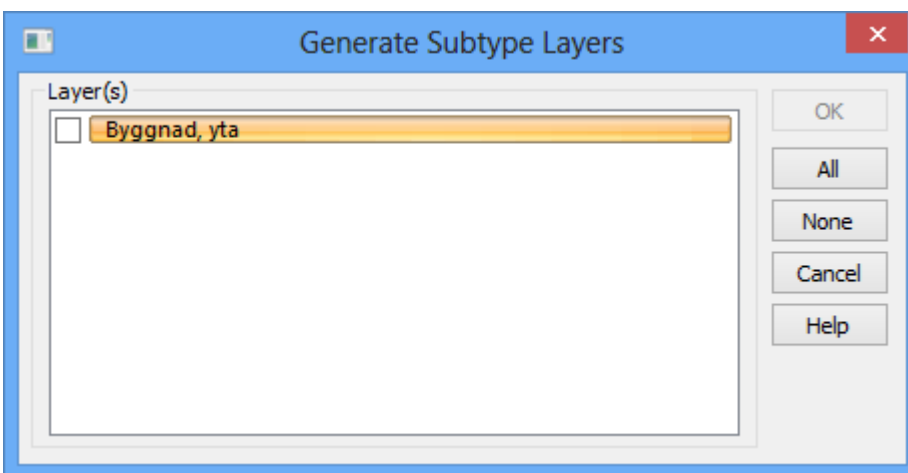 Generate Subtype Layers
Layer(s)
Byggnad, yta
OK
All
None
Cancel
Help